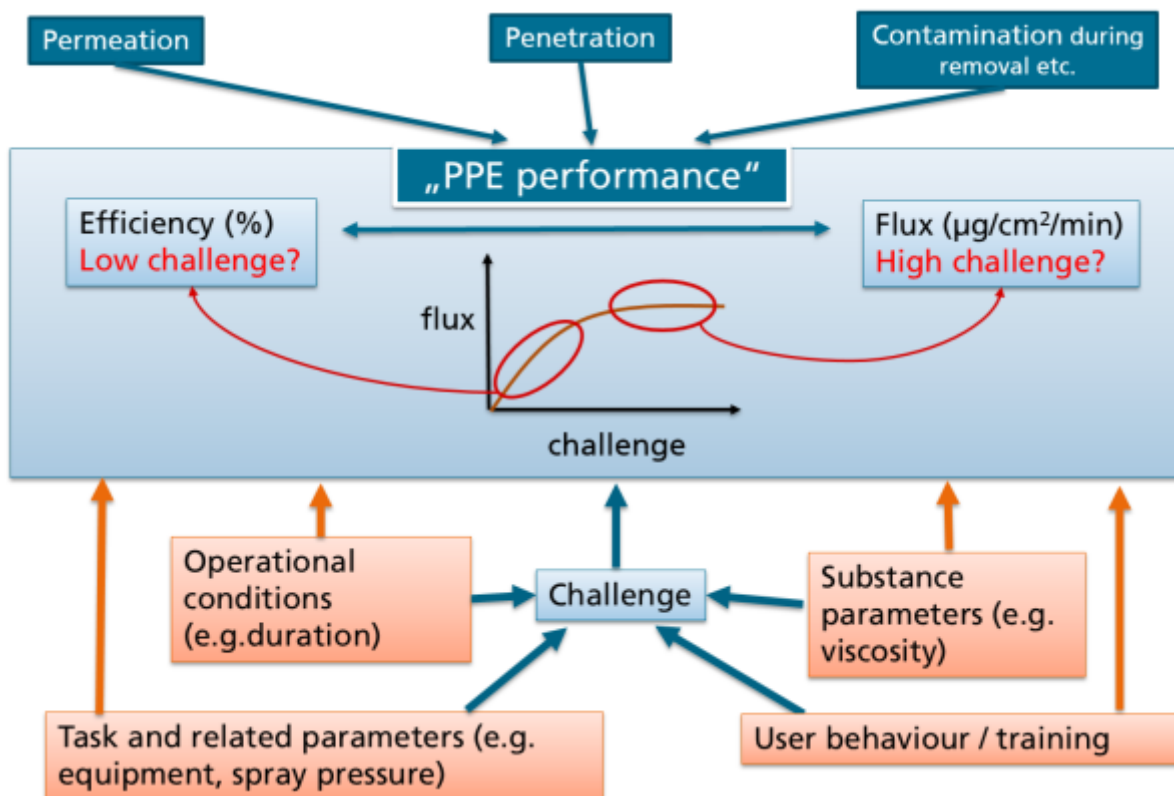 Permeation
Penetration
Contamination during
removal etc.
„PPE performance“
Efficiency (%)
Low challenge?
Flux (µg/cm²/min)
High challenge?
flux
challenge
Operational
conditions
(e.g.duration)
Challenge
Substance
parameters (e.g.
viscosity)
Task and related parameters (e.g.
equipment, spray pressure)
User behaviour / training